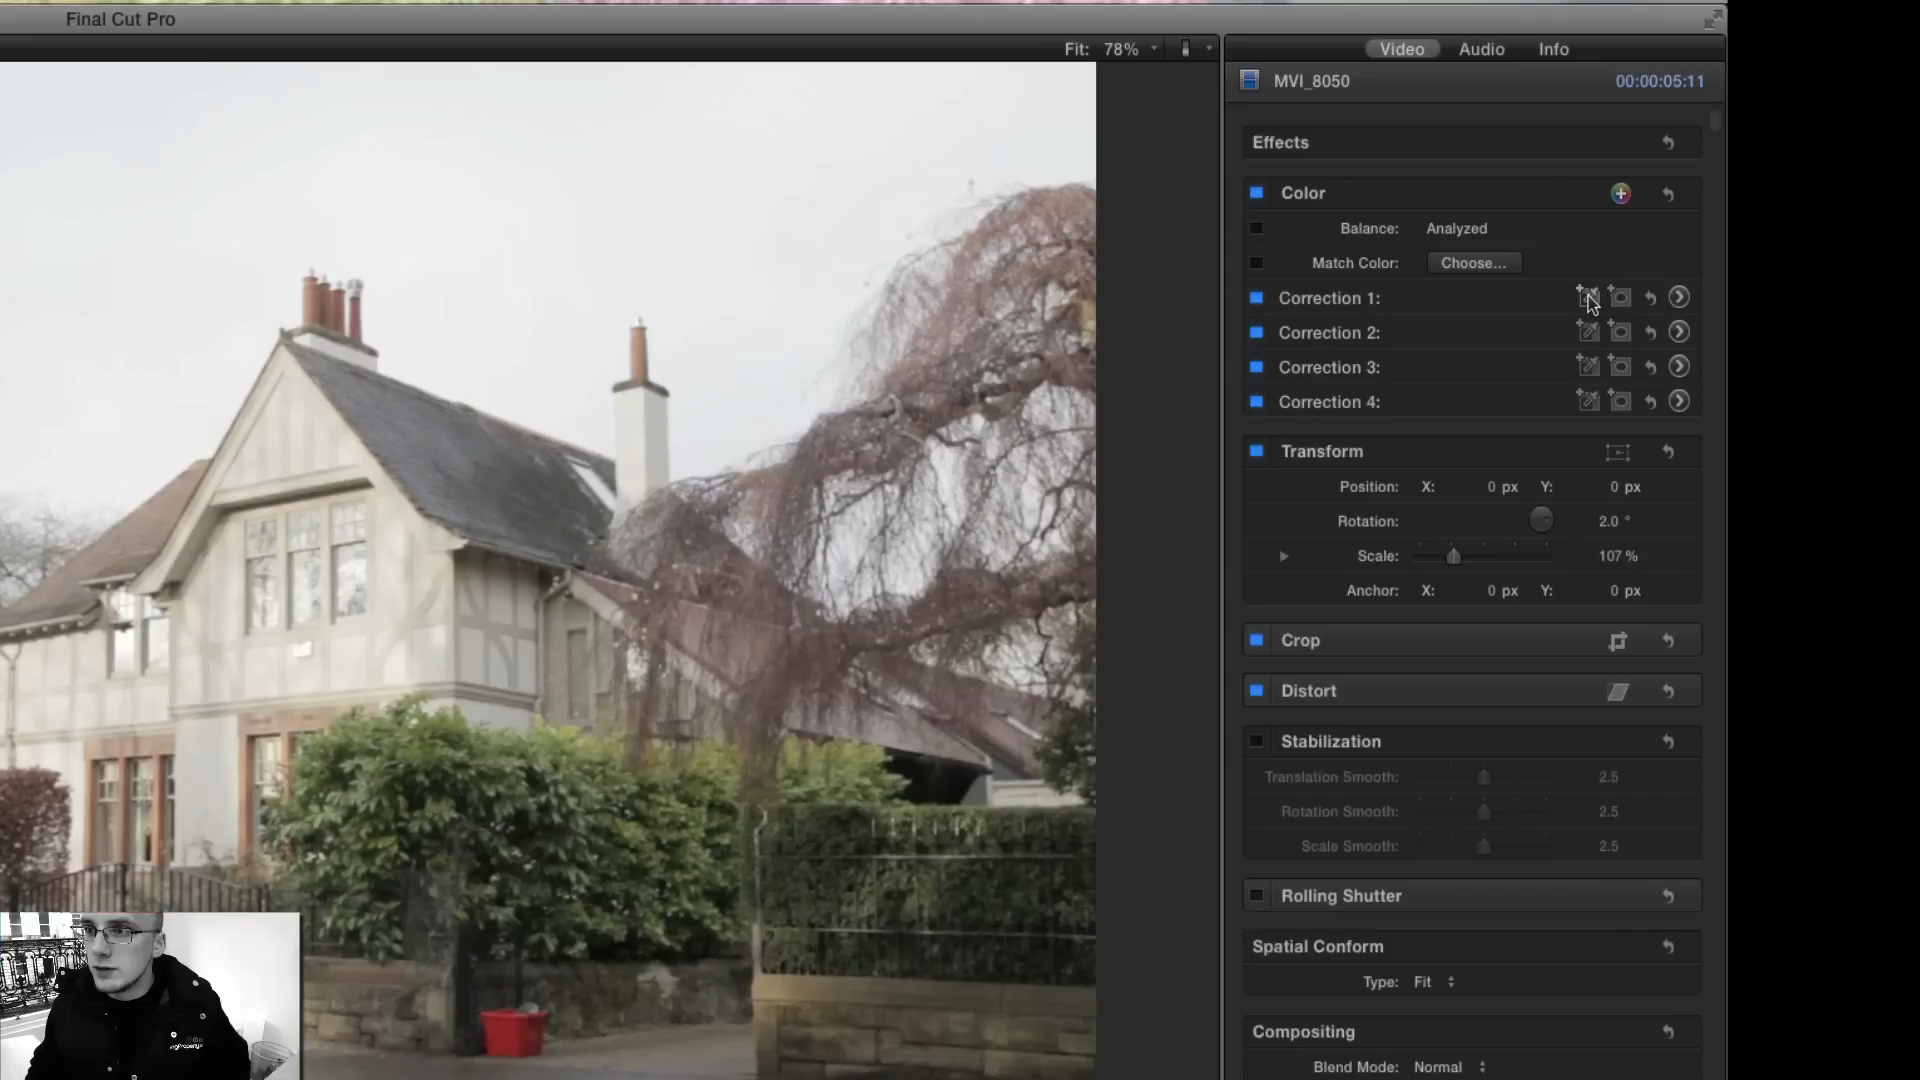 Final Cut Pro
Fit: 78%
Video Audio Info
MVI_8050 00:00:05:11
Effects
Color
Balance: Analyzed
Match Color: Choose...
Correction 1:
Correction 2:
Correction 3:
Correction 4:
Transform
Position: X: 0 px Y: 0 px
Rotation: 2.0 °
Scale: 107 %
Anchor: X: 0 px Y: 0 px
Crop
Distort
Stabilization
Translation Smooth: 2.5
Rotation Smooth: 2.5
Scale Smooth: 2.5
Rolling Shutter
Spatial Conform
Type: Fit
Compositing
Blend Mode: Normal